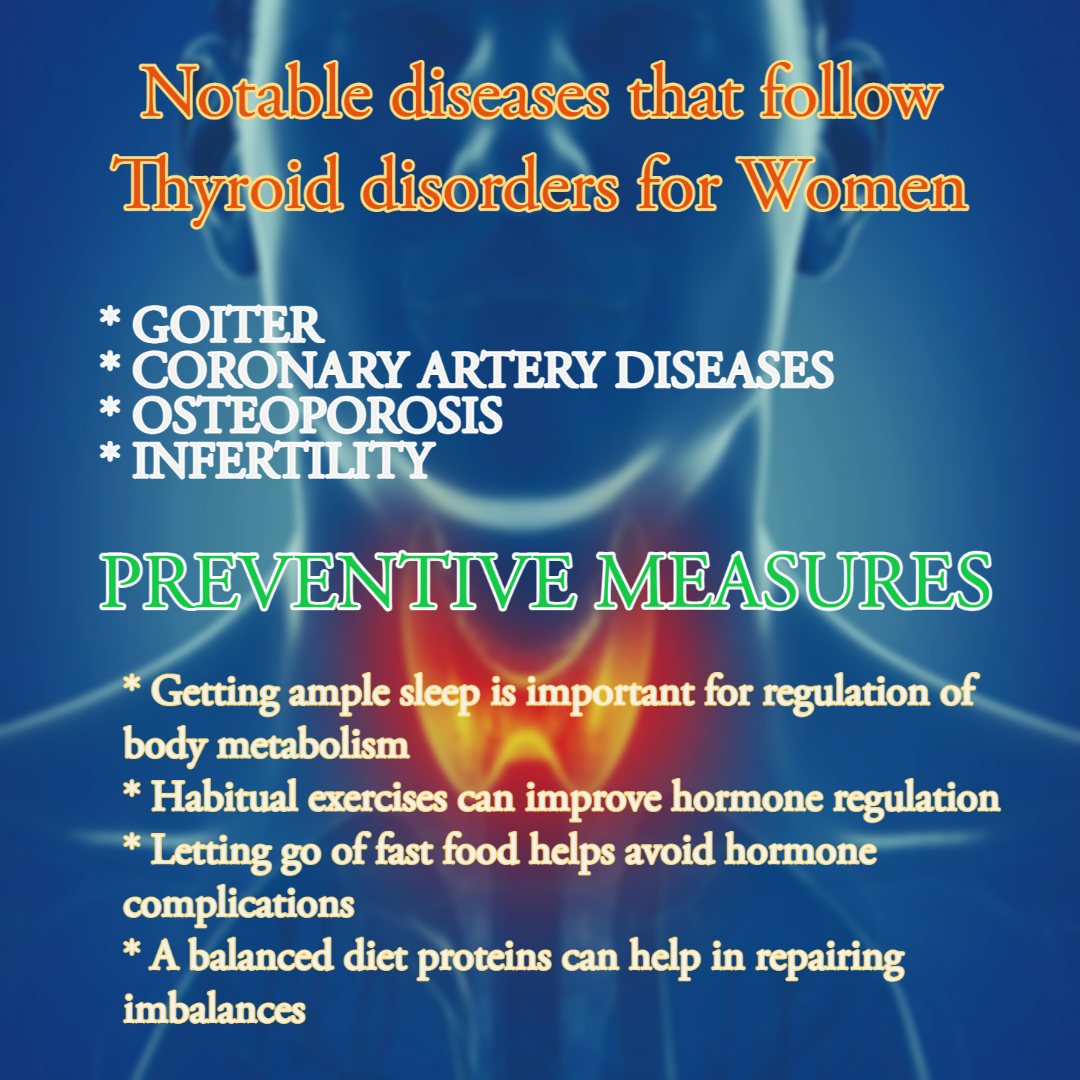 Notable diseases that follow
Thyroid disorders for Women
* GOITER
* CORONARY ARTERY DISEASES
* OSTEOPOROSIS
* INFERTILITY
PREVENTIVE MEASURES
* Getting ample sleep is important for regulation of
body metabolism
* Habitual exercises can improve hormone regulation
* Letting go of fast food helps avoid hormone
complications
* A balanced diet proteins can help in repairing
imbalances